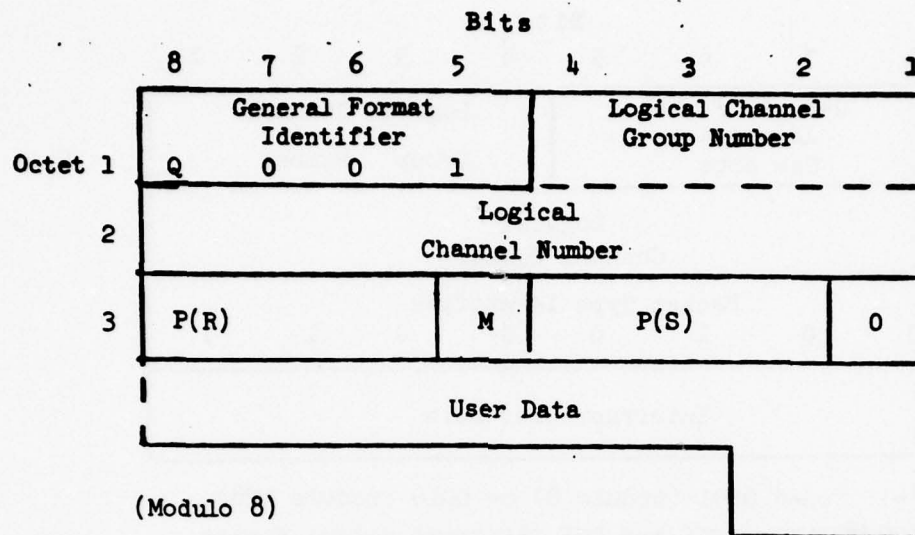 Bits
8 7 6 5 4 3 2 1
General Format Logical Channel
Identifier Group Number
Octet 1 Q 0 0 1
Logical
2
Channel Number
3 P(R) M P(S) 0
User Data
(Modulo 8)